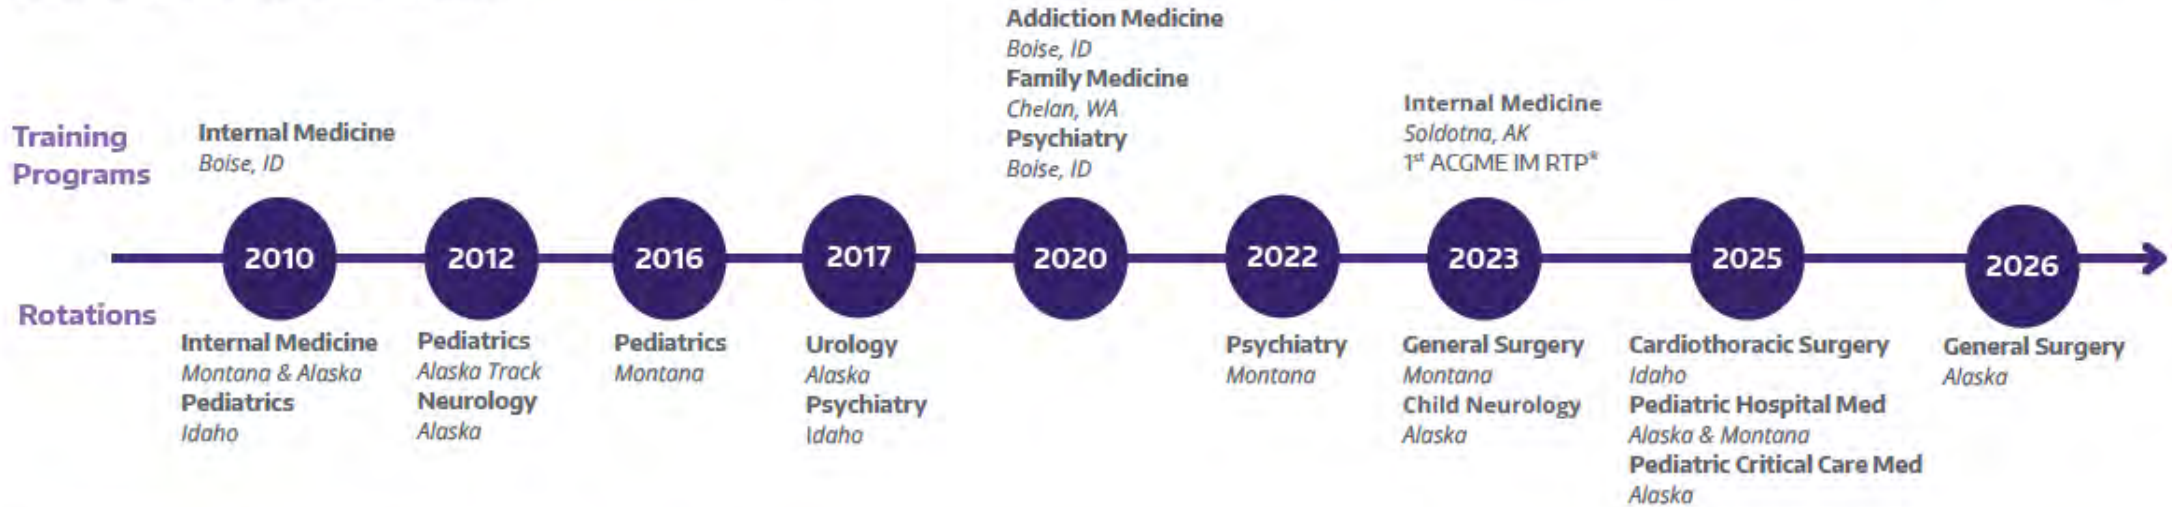 Training
Programs
Internal Medicine
Boise, ID
Addiction Medicine
Boise, ID
Family Medicine
Chelan, WA
Psychiatry
Boise, ID
Internal Medicine
Soldotna, AK
1st ACGME IM RTP*
2010
2012
2016
2017
2020
2022
2023
2025
2026
Rotations
Internal Medicine
Montana & Alaska
Pediatrics
Idaho
Pediatrics
Alaska Track
Neurology
Alaska
Pediatrics
Montana
Urology
Alaska
Psychiatry
Idaho
Psychiatry
Montana
General Surgery
Montana
Child Neurology
Alaska
Cardiothoracic Surgery
Idaho
Pediatric Hospital Med
Alaska & Montana
Pediatric Critical Care Med
Alaska
General Surgery
Alaska